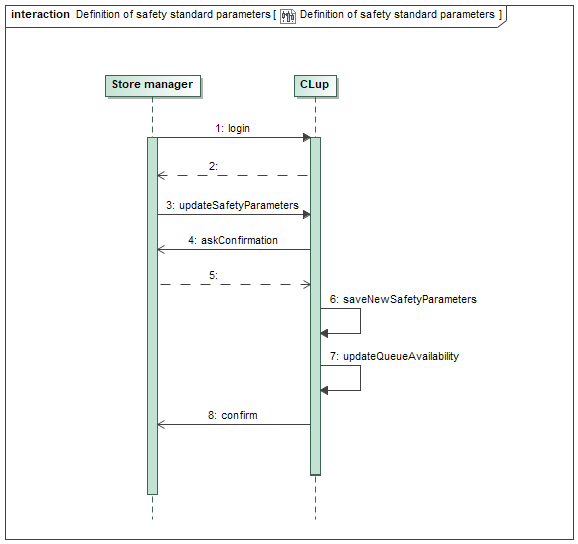 interaction Definition of safety standard parameters [ Definition of safety standard parameters ]
Store manager
CLup
1: login
2:
3: updateSafetyParameters
4: askConfirmation
5:
6: saveNewSafetyParameters
7: updateQueueAvailability
8: confirm